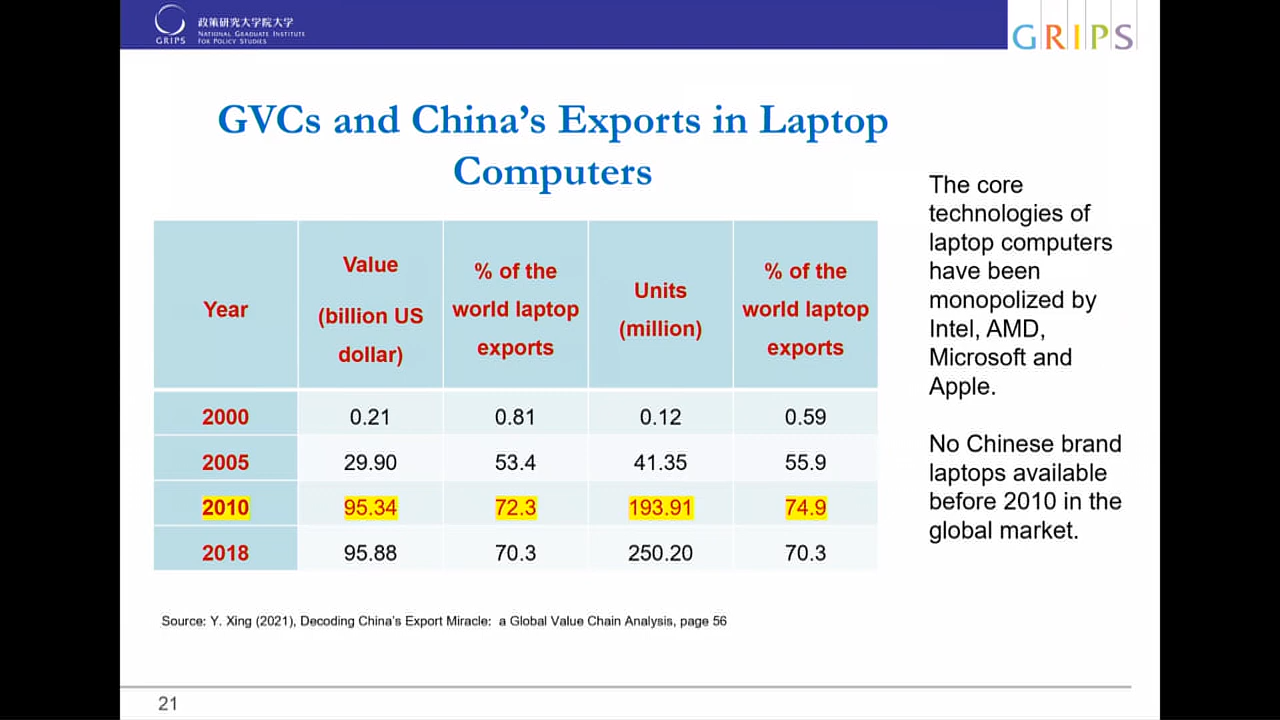 政策研究大学院大学
NATIONAL GRADUATE INSTITUTE
FOR POLICY STUDIES
GRIPS
GRIPS
GVCs and China's Exports in Laptop
Computers
Year
Value
(billion US
dollar)
% of the
world laptop
exports
Units
(million)
% of the
world laptop
exports
2000 0.21 0.81 0.12 0.59
2005 29.90 53.4 41.35 55.9
2010 95.34 72.3 193.91 74.9
2018 95.88 70.3 250.20 70.3
The core
technologies of
laptop computers
have been
monopolized by
Intel, AMD,
Microsoft and
Apple.
No Chinese brand
laptops available
before 2010 in the
global market.
Source: Y. Xing (2021), Decoding China's Export Miracle: a Global Value Chain Analysis, page 56
21